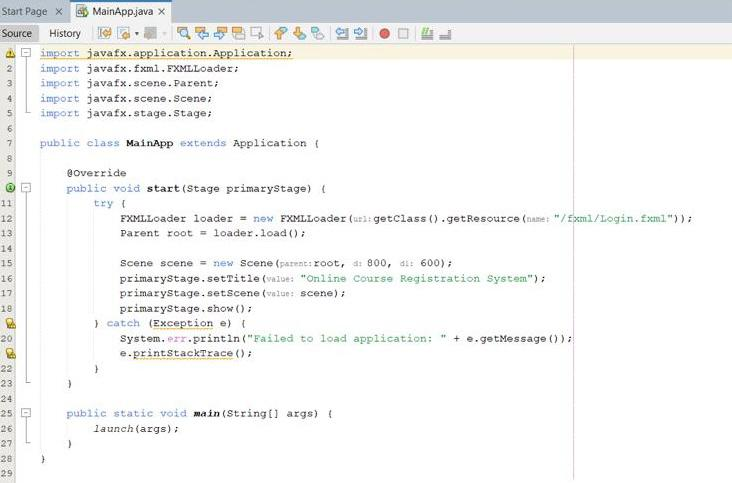 Start Page
MainApp.java
Source
History
import javafx.application.Application;
2 import javafx.fxml.FXMLLoader;
3 import javafx.scene.Parent;
4 import javafx.scene.Scene;
5 import javafx.stage.Stage;
6
7 public class MainApp extends Application {
8
9 @Override
public void start(Stage primaryStage) {
11 try {
12 FXMLLoader loader = new FXMLLoader(url:getClass().getResource(name: "/fxml/Login.fxml"));
13 Parent root = loader.load();
14
15 Scene scene = new Scene(parent:root, d: 800, d1: 600);
16 primaryStage.setTitle(value: "Online Course Registration System");
17 primaryStage.setScene(value: scene);
18 primaryStage.show();
} catch (Exception e) {
20 System.err.println("Failed to load application: " + e.getMessage());
e.printStackTrace();
22 }
23 }
24
25 public static void main(String[] args) {
26 launch(args);
27 }
28 }
29